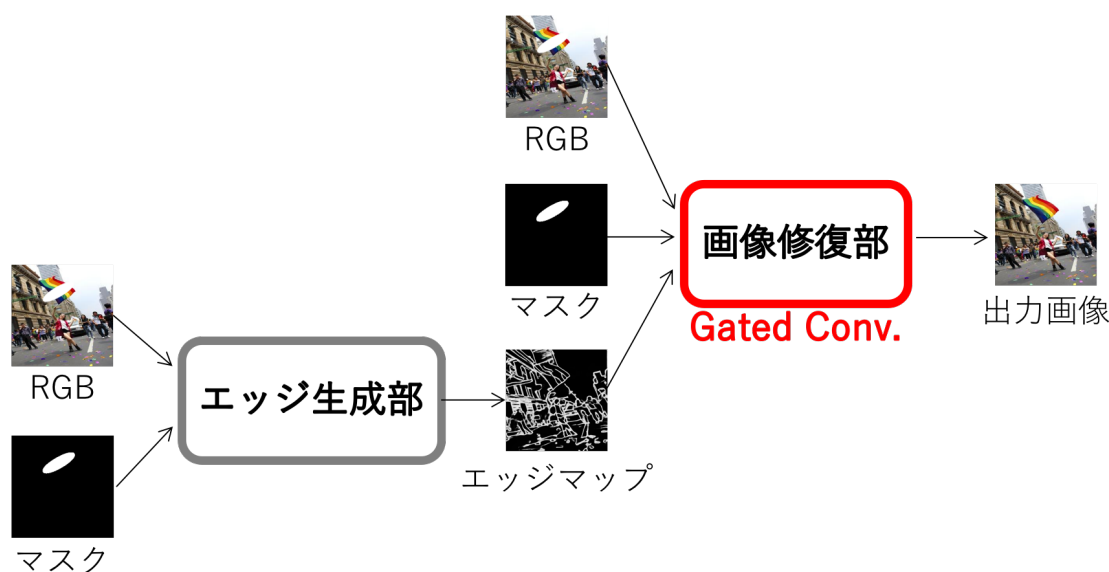 RGB
マスク
エッジ生成部
エッジマップ
RGB
マスク
画像修復部
Gated Conv.
出力画像